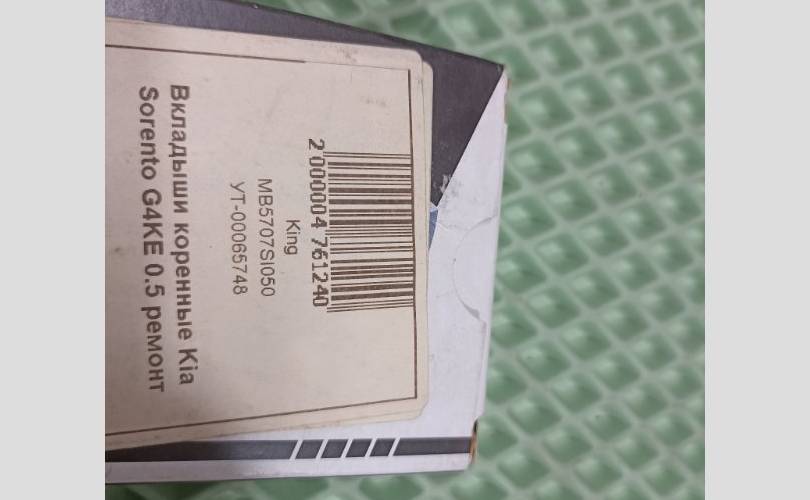 Вкладыши коренные Kia
Sorento G4KE 0.5 ремонт
УТ-00065748
MB5707SI050
King
2 000004 761240